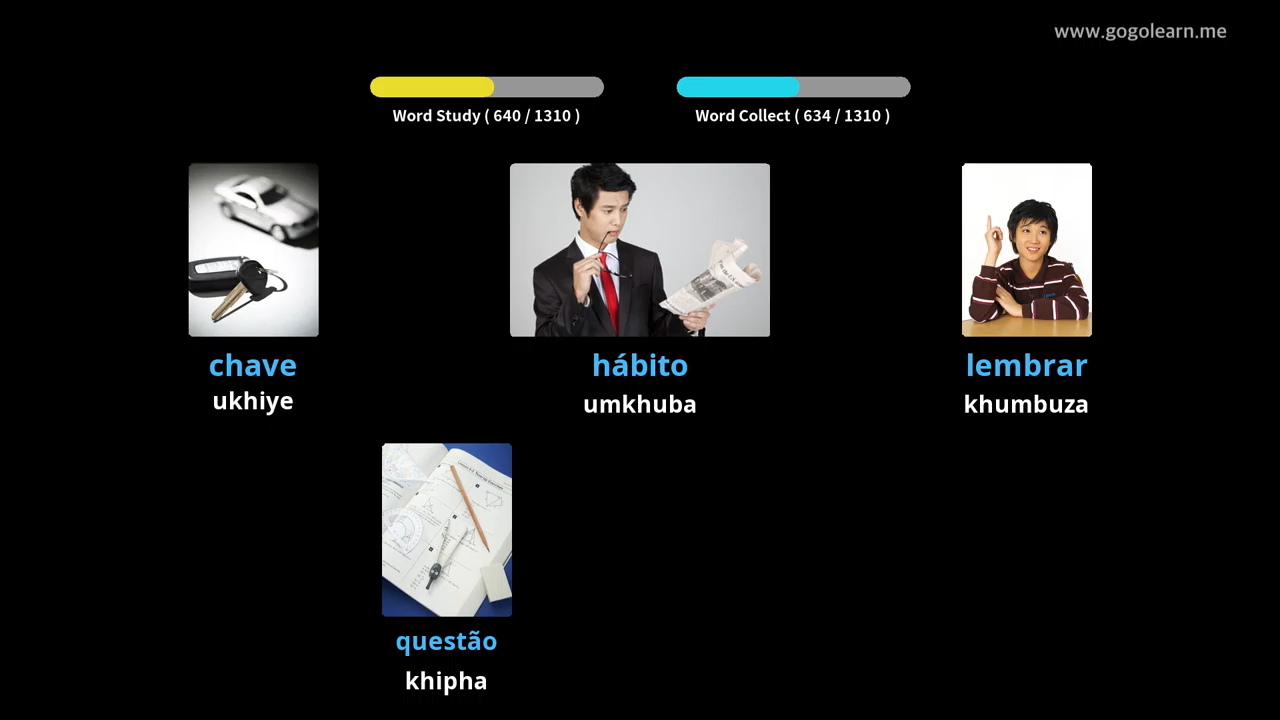 www.gogolearn.me
Word Study ( 640 / 1310 )
Word Collect ( 634 / 1310 )
chave
ukhiye
hábito
umkhuba
lembrar
khumbuza
questão
khipha